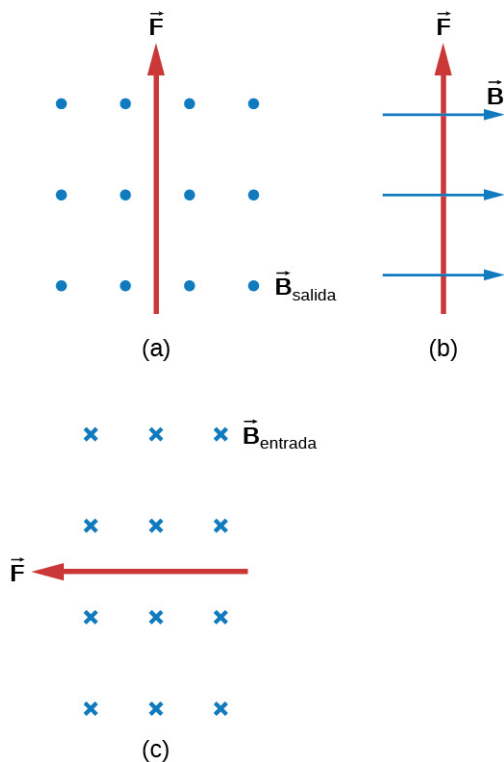 F⃗ F⃗
B⃗
B⃗salida
(a) (b)
B⃗entrada
F⃗
(c)